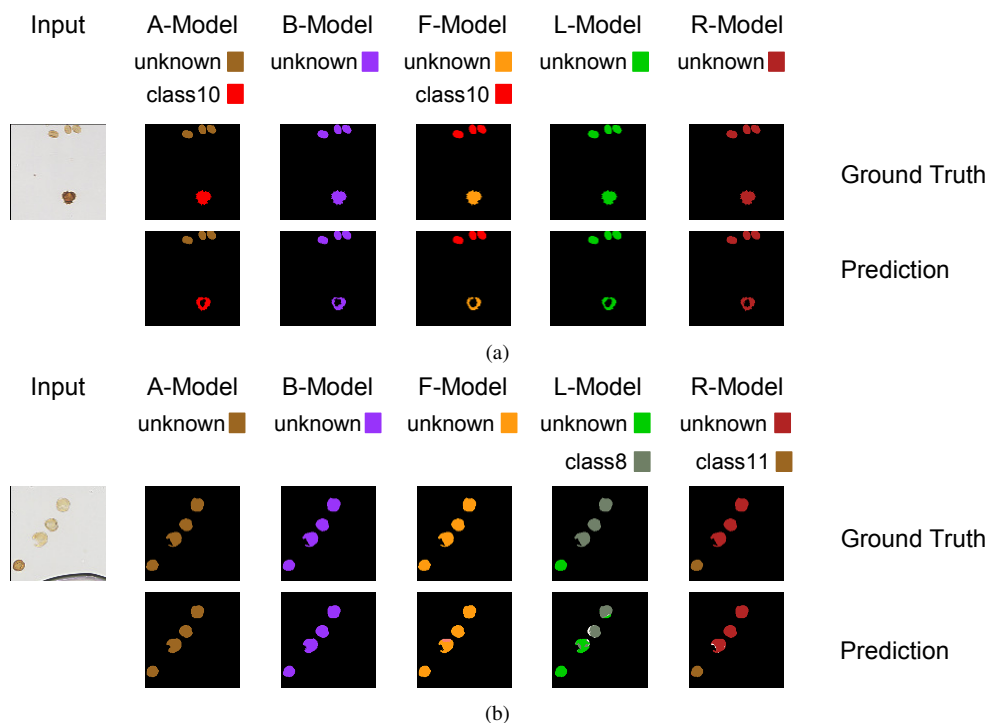 Input A-Model B-Model F-Model L-Model R-Model
unknown unknown unknown unknown unknown
class10 class10
Ground Truth
Prediction
(a)
Input A-Model B-Model F-Model L-Model R-Model
unknown unknown unknown unknown unknown
class8 class11
Ground Truth
Prediction
(b)